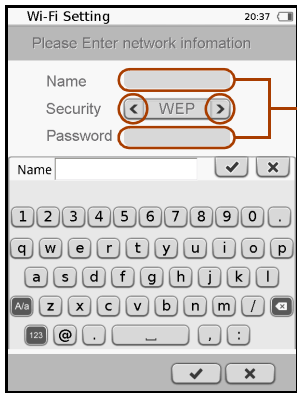 Wi-Fi Setting 20:37
Please Enter network infomation
Name
Security < WEP >
Password
Name
1 2 3 4 5 6 7 8 9 0 .
q w e r t y u i o p
a s d f g h j k l
A/a z x c v b n m /
123 @ . , :